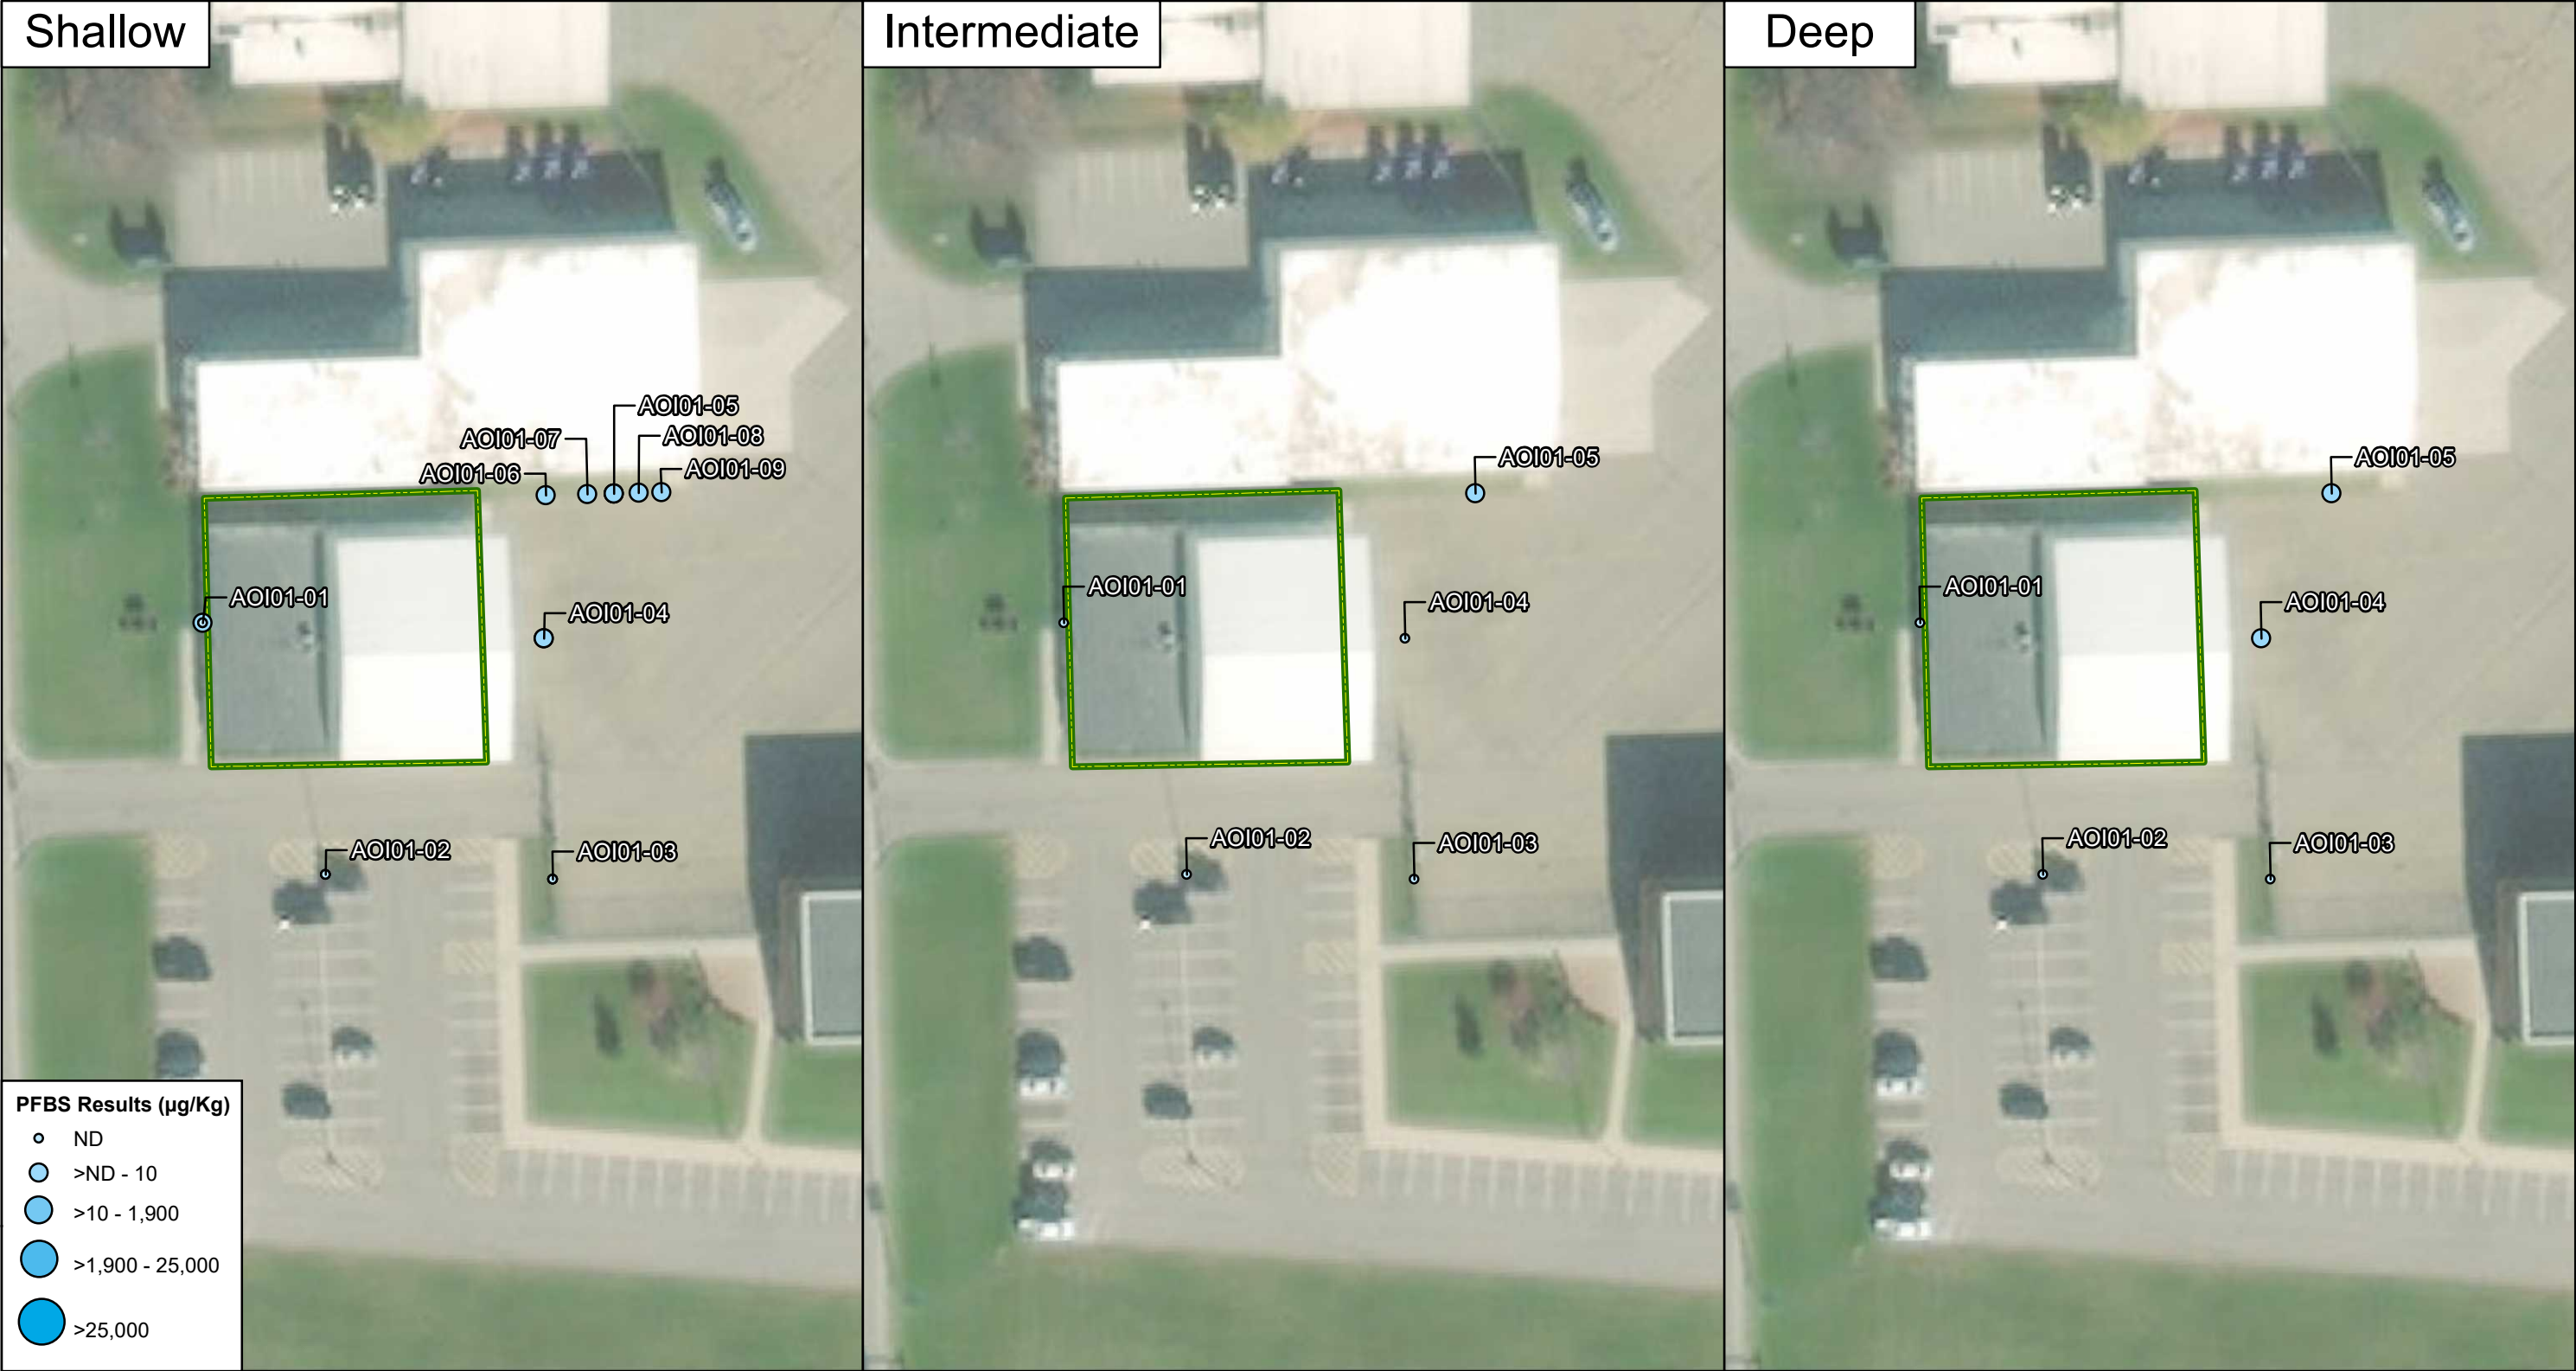 Shallow
Intermediate
Deep
AOI01-05
AOI01-07
AOI01-08
AOI01-06
AOI01-09
AOI01-01
AOI01-04
AOI01-02
AOI01-03
AOI01-05
AOI01-01
AOI01-04
AOI01-02
AOI01-03
AOI01-05
AOI01-01
AOI01-04
AOI01-02
AOI01-03
PFBS Results (µg/Kg)
ND
>ND - 10
>10 - 1,900
>1,900 - 25,000
>25,000